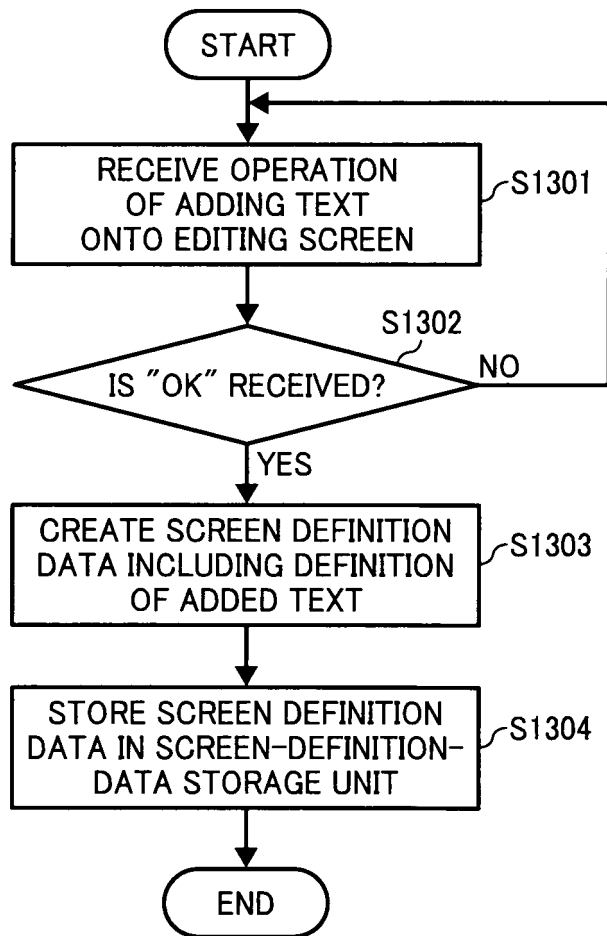 START
RECEIVE OPERATION
OF ADDING TEXT
ONTO EDITING SCREEN
S1301
S1302
IS "OK" RECEIVED?
NO
YES
CREATE SCREEN DEFINITION
DATA INCLUDING DEFINITION
OF ADDED TEXT
S1303
STORE SCREEN DEFINITION
DATA IN SCREEN-DEFINITION-
DATA STORAGE UNIT
S1304
END